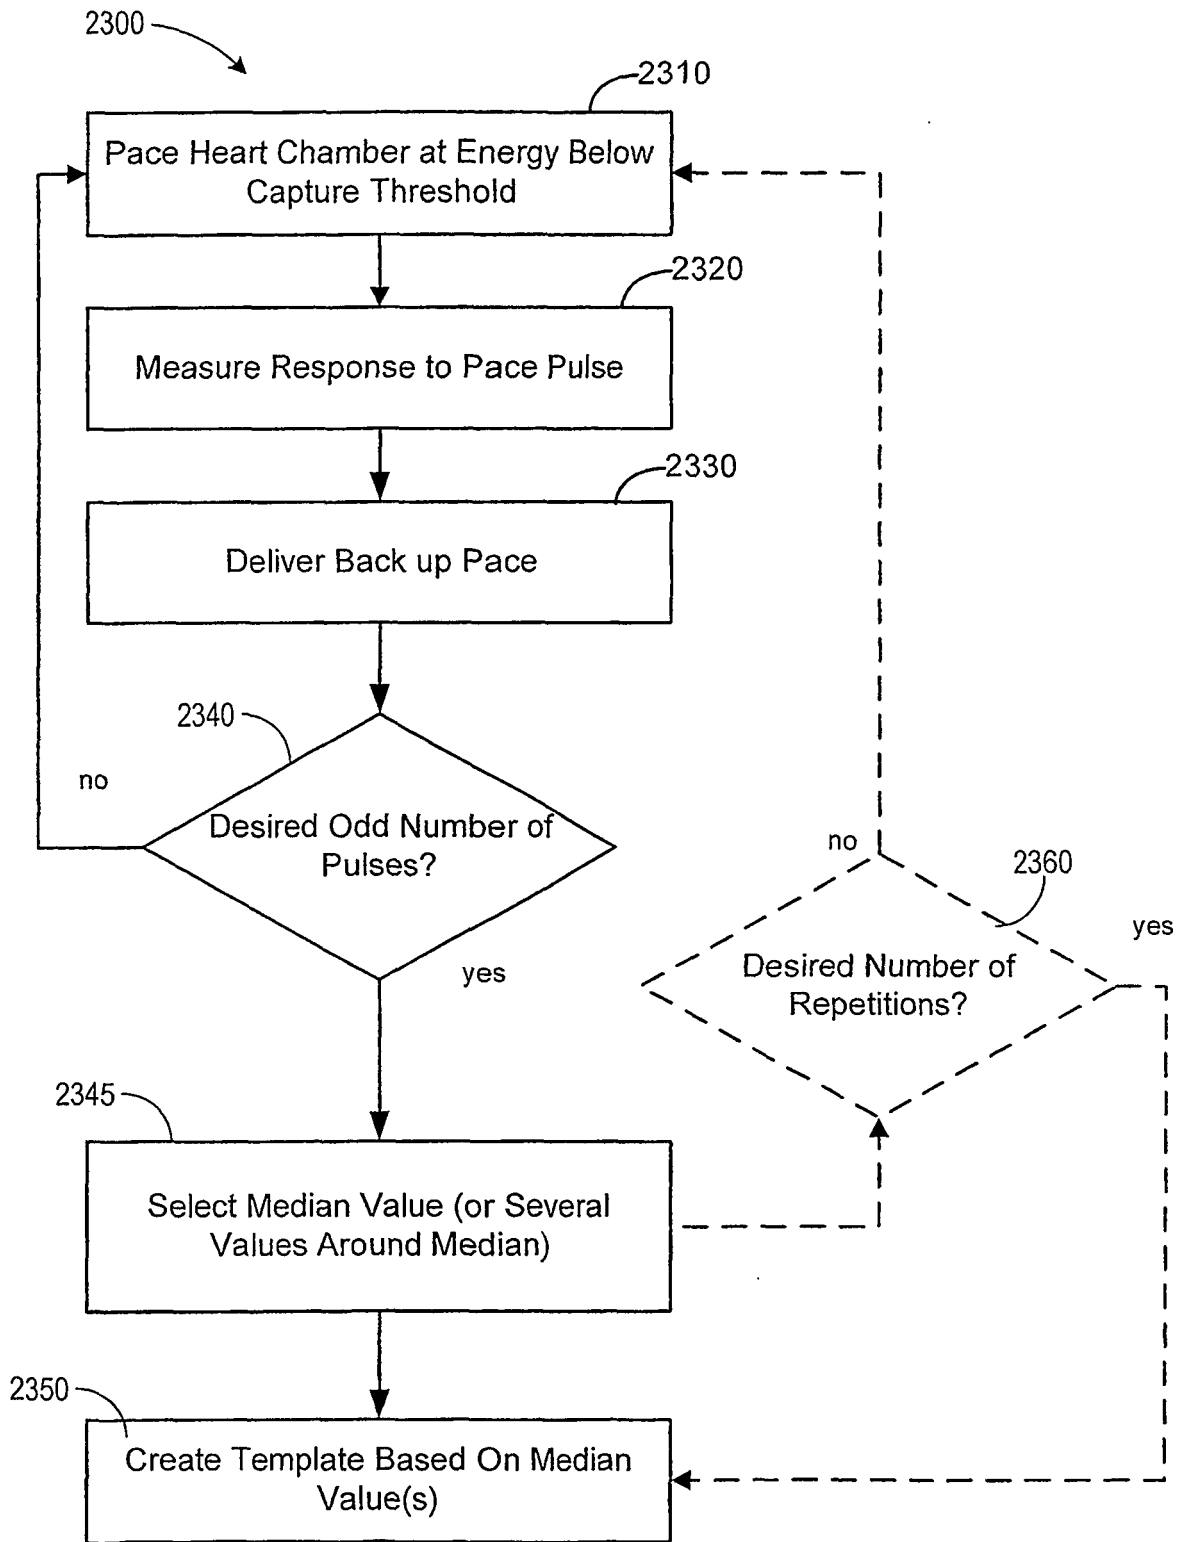 2300
2310
Pace Heart Chamber at Energy Below
Capture Threshold
2320
Measure Response to Pace Pulse
2330
Deliver Back up Pace
2340
no
Desired Odd Number of
Pulses?
yes
no
2360
yes
Desired Number of
Repetitions?
2345
Select Median Value (or Several
Values Around Median)
2350
Create Template Based On Median
Value(s)